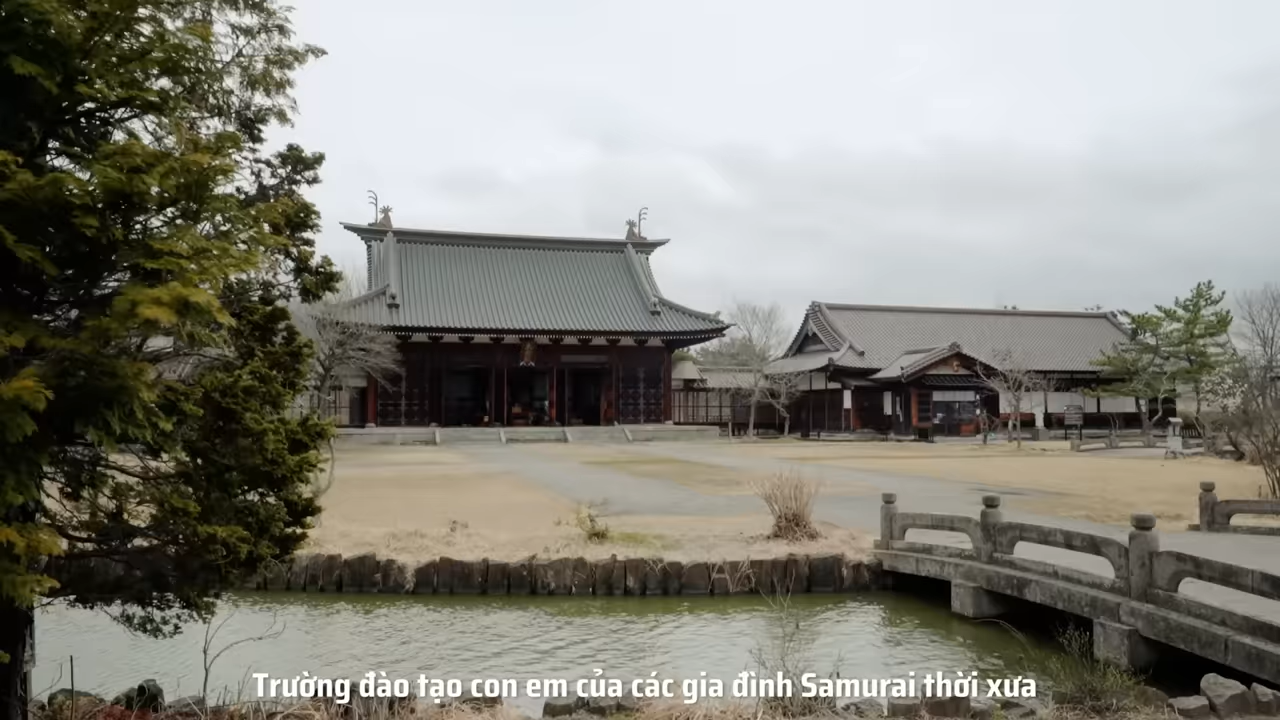 Trường đào tạo con em của các gia đình Samurai thời xưa